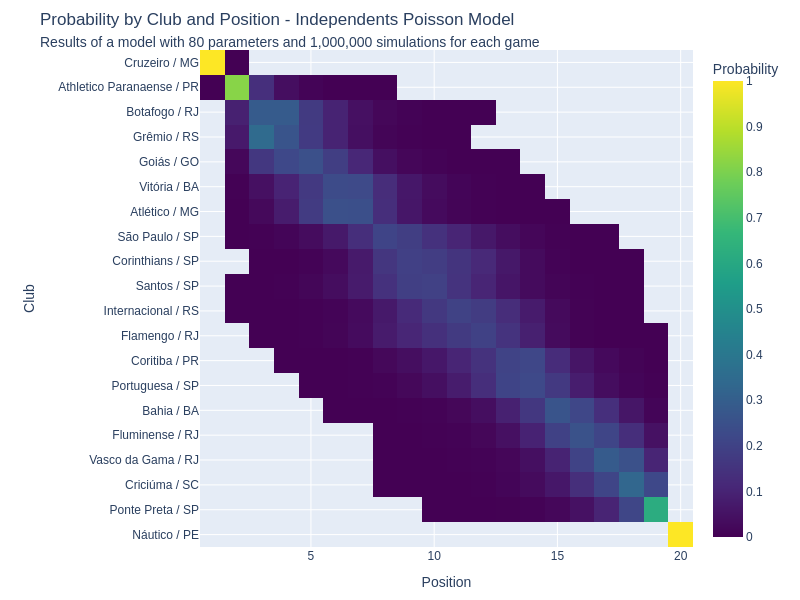 Probability by Club and Position - Independents Poisson Model
Results of a model with 80 parameters and 1,000,000 simulations for each game
Probability
Club
Cruzeiro / MG
Athletico Paranaense / PR
Botafogo / RJ
Grêmio / RS
Goiás / GO
Vitória / BA
Atlético / MG
São Paulo / SP
Corinthians / SP
Santos / SP
Internacional / RS
Flamengo / RJ
Coritiba / PR
Portuguesa / SP
Bahia / BA
Fluminense / RJ
Vasco da Gama / RJ
Criciúma / SC
Ponte Preta / SP
Náutico / PE
1
0.9
0.8
0.7
0.6
0.5
0.4
0.3
0.2
0.1
0
5 10 15 20
Position